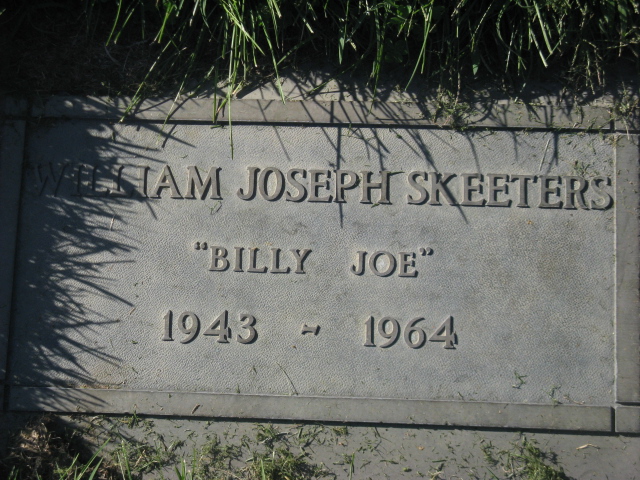 WILLIAM JOSEPH SKEETERS
"BILLY JOE"
1943 - 1964